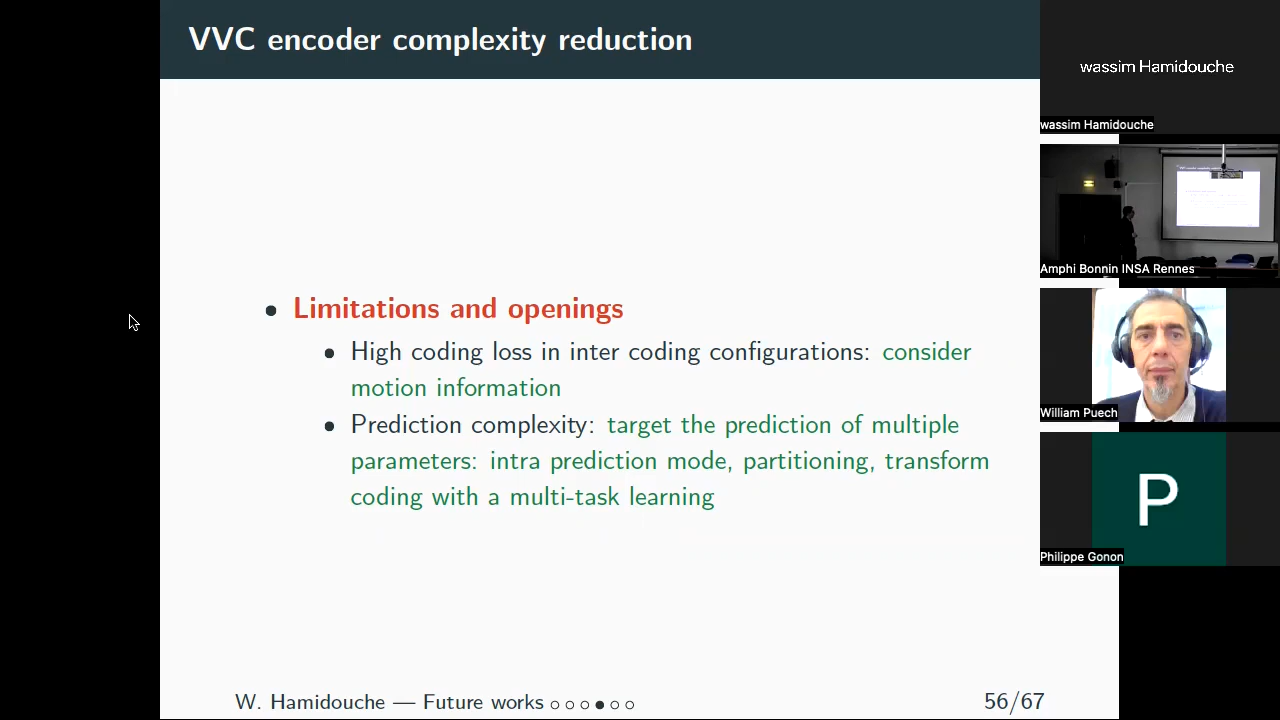 VVC encoder complexity reduction
• Limitations and openings
• High coding loss in inter coding configurations: consider
motion information
• Prediction complexity: target the prediction of multiple
parameters: intra prediction mode, partitioning, transform
coding with a multi-task learning
W. Hamidouche — Future works
56/67
wassim Hamidouche
wassim Hamidouche
Amphi Bonnin INSA Rennes
William Puech
P
Philippe Gonon